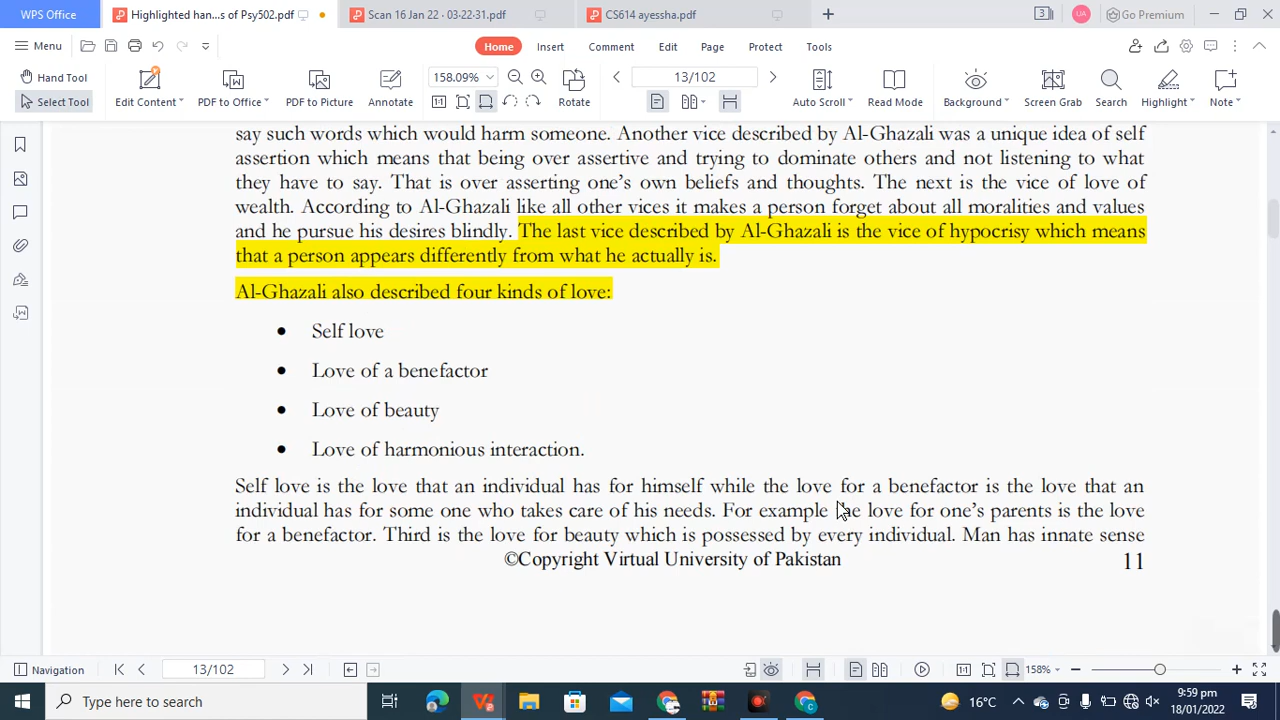 WPS Office
Highlighted han...s of Psy502.pdf
Scan 16 Jan 22 · 03-22-31.pdf
CS614 ayessha.pdf
3
UA
Go Premium
Menu
Home
Insert
Comment
Edit
Page
Protect
Tools
Hand Tool
Select Tool
Edit Content
PDF to Office
PDF to Picture
Annotate
158.09%
Rotate
13/102
Auto Scroll
Read Mode
Background
Screen Grab
Search
Highlight
Note
say such words which would harm someone. Another vice described by Al-Ghazali was a unique idea of self
assertion which means that being over assertive and trying to dominate others and not listening to what
they have to say. That is over asserting one's own beliefs and thoughts. The next is the vice of love of
wealth. According to Al-Ghazali like all other vices it makes a person forget about all moralities and values
and he pursue his desires blindly. The last vice described by Al-Ghazali is the vice of hypocrisy which means
that a person appears differently from what he actually is.
Al-Ghazali also described four kinds of love:
• Self love
• Love of a benefactor
• Love of beauty
• Love of harmonious interaction.
Self love is the love that an individual has for himself while the love for a benefactor is the love that an
individual has for some one who takes care of his needs. For example the love for one's parents is the love
for a benefactor. Third is the love for beauty which is possessed by every individual. Man has innate sense
©Copyright Virtual University of Pakistan 11
Navigation
13/102
158%
Type here to search
16°C
9:59 pm
18/01/2022